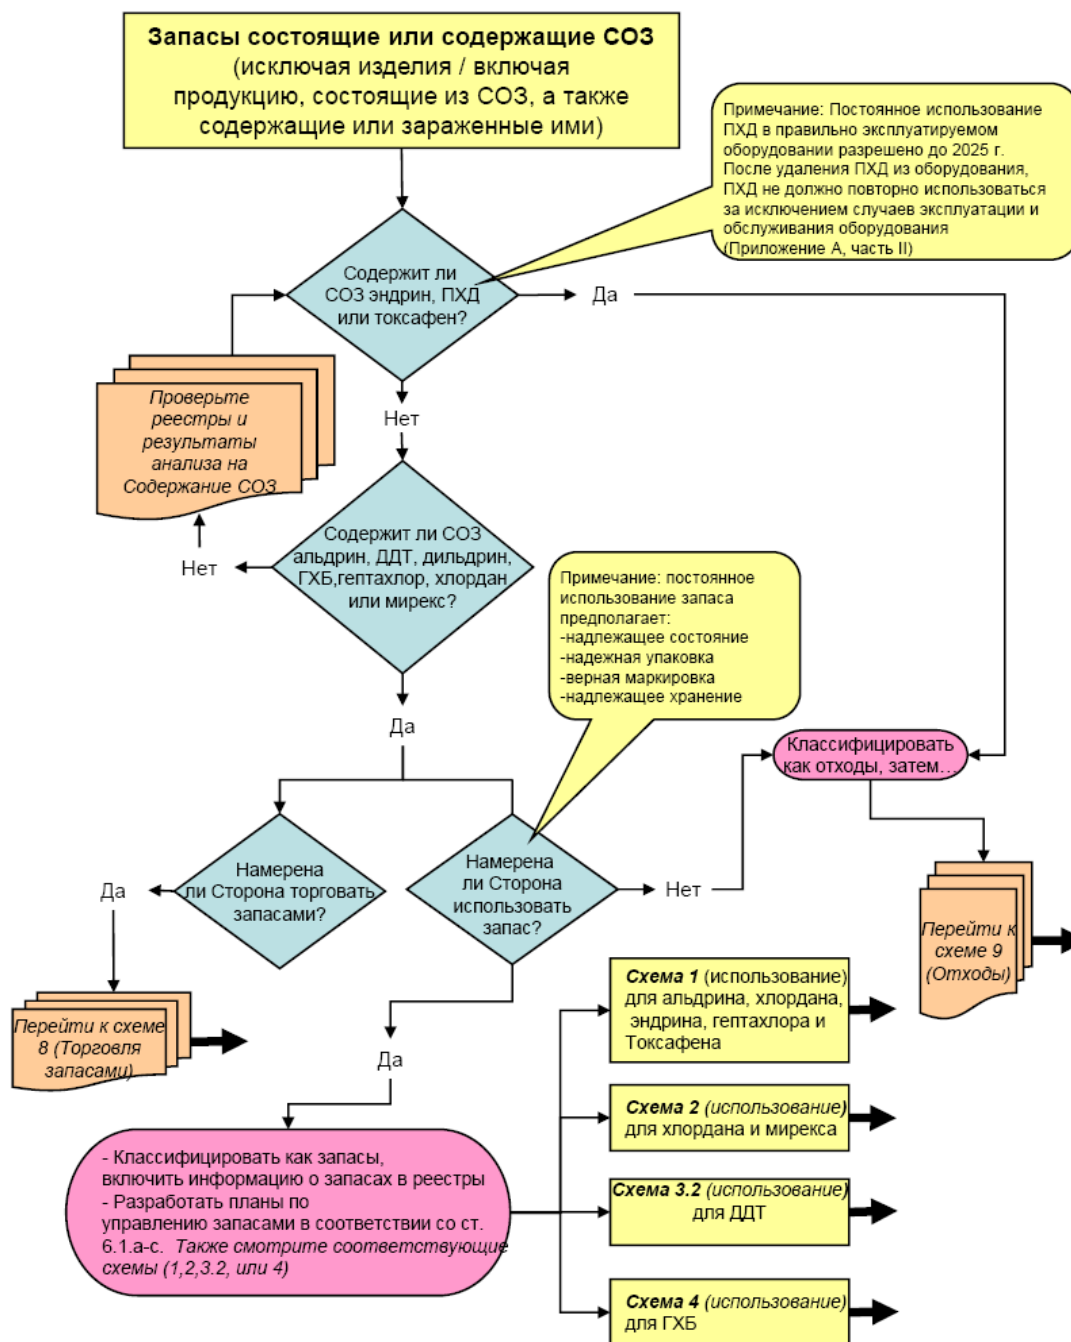 Запасы состоящие или содержащие СОЗ
(исключая изделия / включая
продукцию, состоящие из СОЗ, а также
содержащие или зараженные ими)
Примечание: Постоянное использование
ПХД в правильно эксплуатируемом
оборудовании разрешено до 2025 г.
После удаления ПХД из оборудования,
ПХД не должно повторно использоваться
за исключением случаев эксплуатации и
обслуживания оборудования
(Приложение А, часть II)
Содержит ли
СОЗ эндрин, ПХД
или токсафен?
Да
Проверьте
реестры и
результаты
анализа на
Содержание СОЗ
Нет
Содержит ли СОЗ
альдрин, ДДТ, дильдрин,
ГХБ,гептахлор, хлордан
или мирекс?
Нет
Примечание: постоянное
использование запаса
предполагает:
-надлежащее состояние
-надежная упаковка
-верная маркировка
-надлежащее хранение
Да
Классифицировать
как отходы, затем…
Намерена
ли Сторона торговать
запасами?
Да
Намерена
ли Сторона
использовать
запас?
Нет
Перейти к
схеме 9
(Отходы)
Перейти к схеме
8 (Торговля
запасами)
Да
Схема 1 (использование)
для альдрина, хлордана,
эндрина, гептахлора и
Токсафена
Схема 2 (использование)
для хлордана и мирекса
- Классифицировать как запасы,
включить информацию о запасах в реестры
- Разработать планы по
управлению запасами в соответствии со ст.
6.1.а-с. Также смотрите соответствующие
схемы (1,2,3.2, или 4)
Схема 3.2 (использование)
для ДДТ
Схема 4 (использование)
для ГХБ